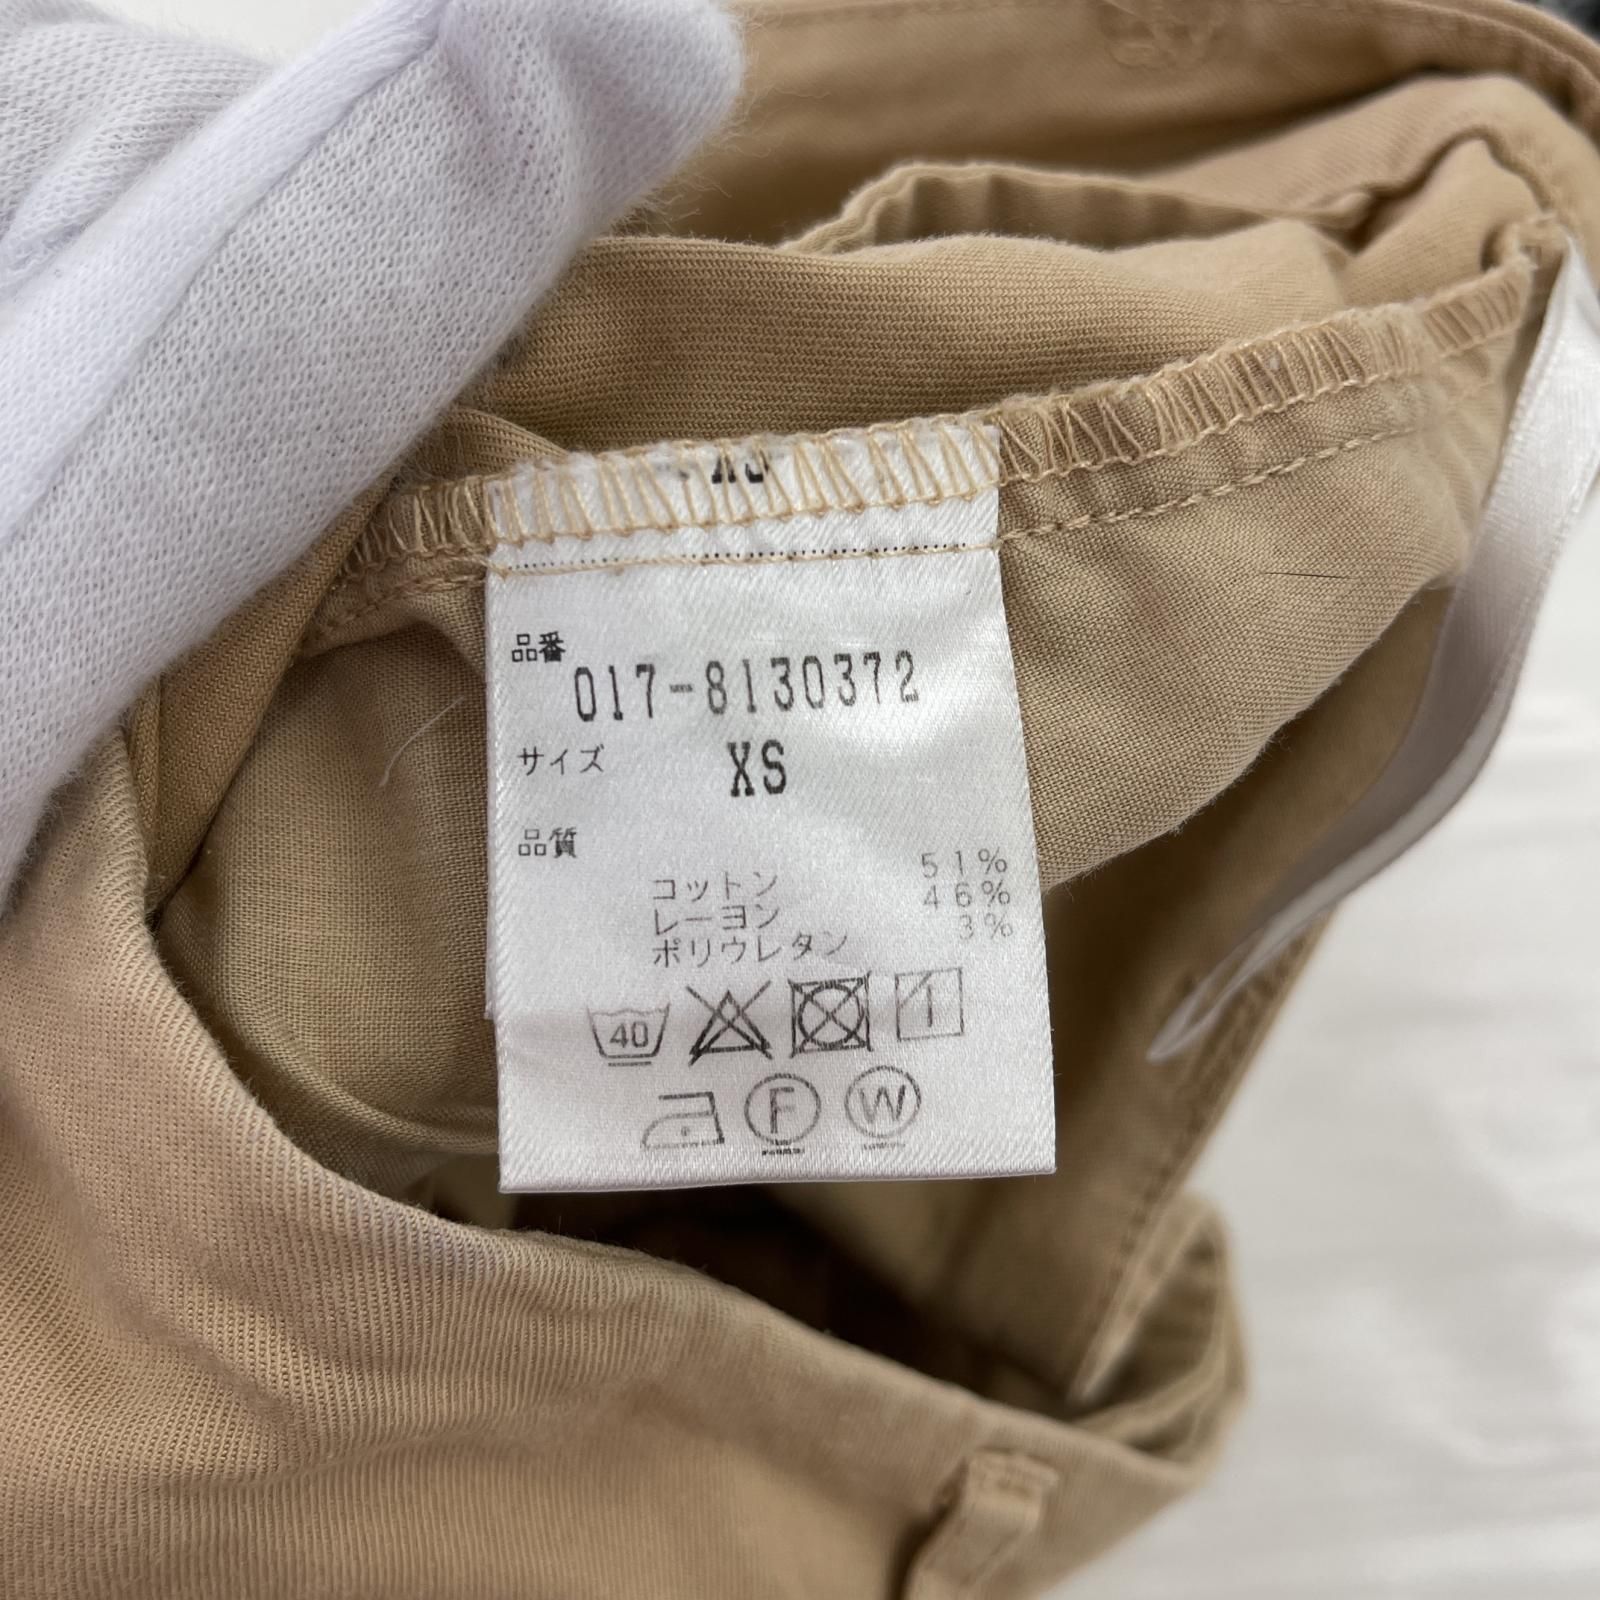 品番
017-8130372
サイズ XS
品質
コットン 51%
レーヨン 46%
ポリウレタン 3%
40
F W